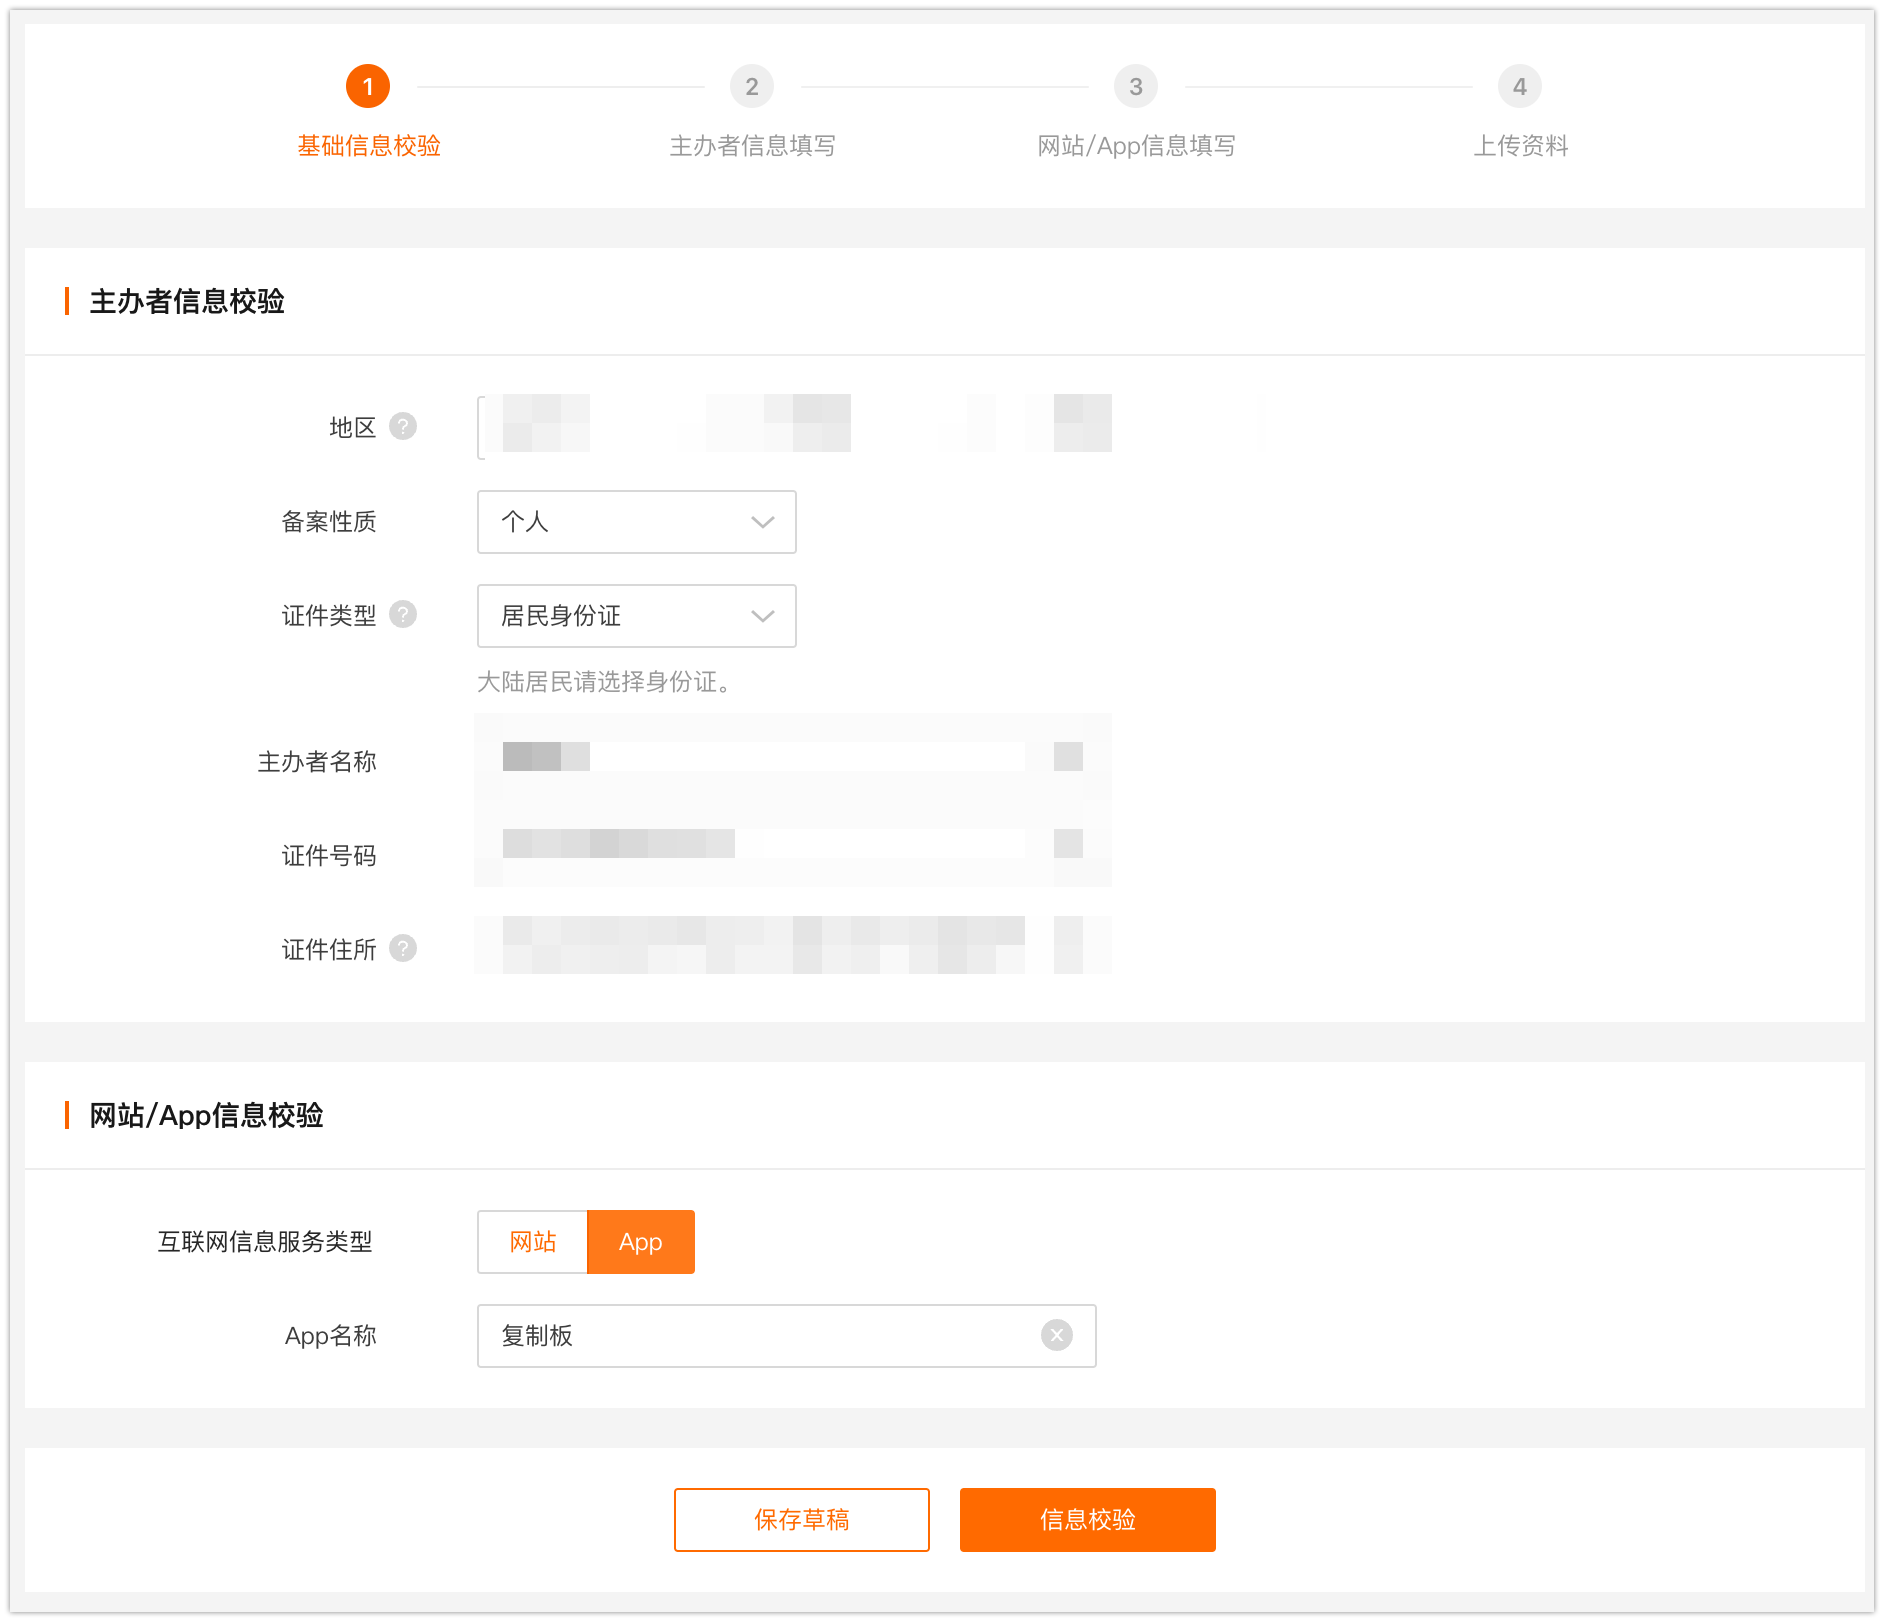 1
2
3
4
基础信息校验
主办者信息填写
网站/App信息填写
上传资料
主办者信息校验
地区 ?
备案性质 个人
证件类型 ? 居民身份证
大陆居民请选择身份证。
主办者名称
证件号码
证件住所 ?
网站/App信息校验
互联网信息服务类型 网站 App
App名称 复制板
保存草稿 信息校验